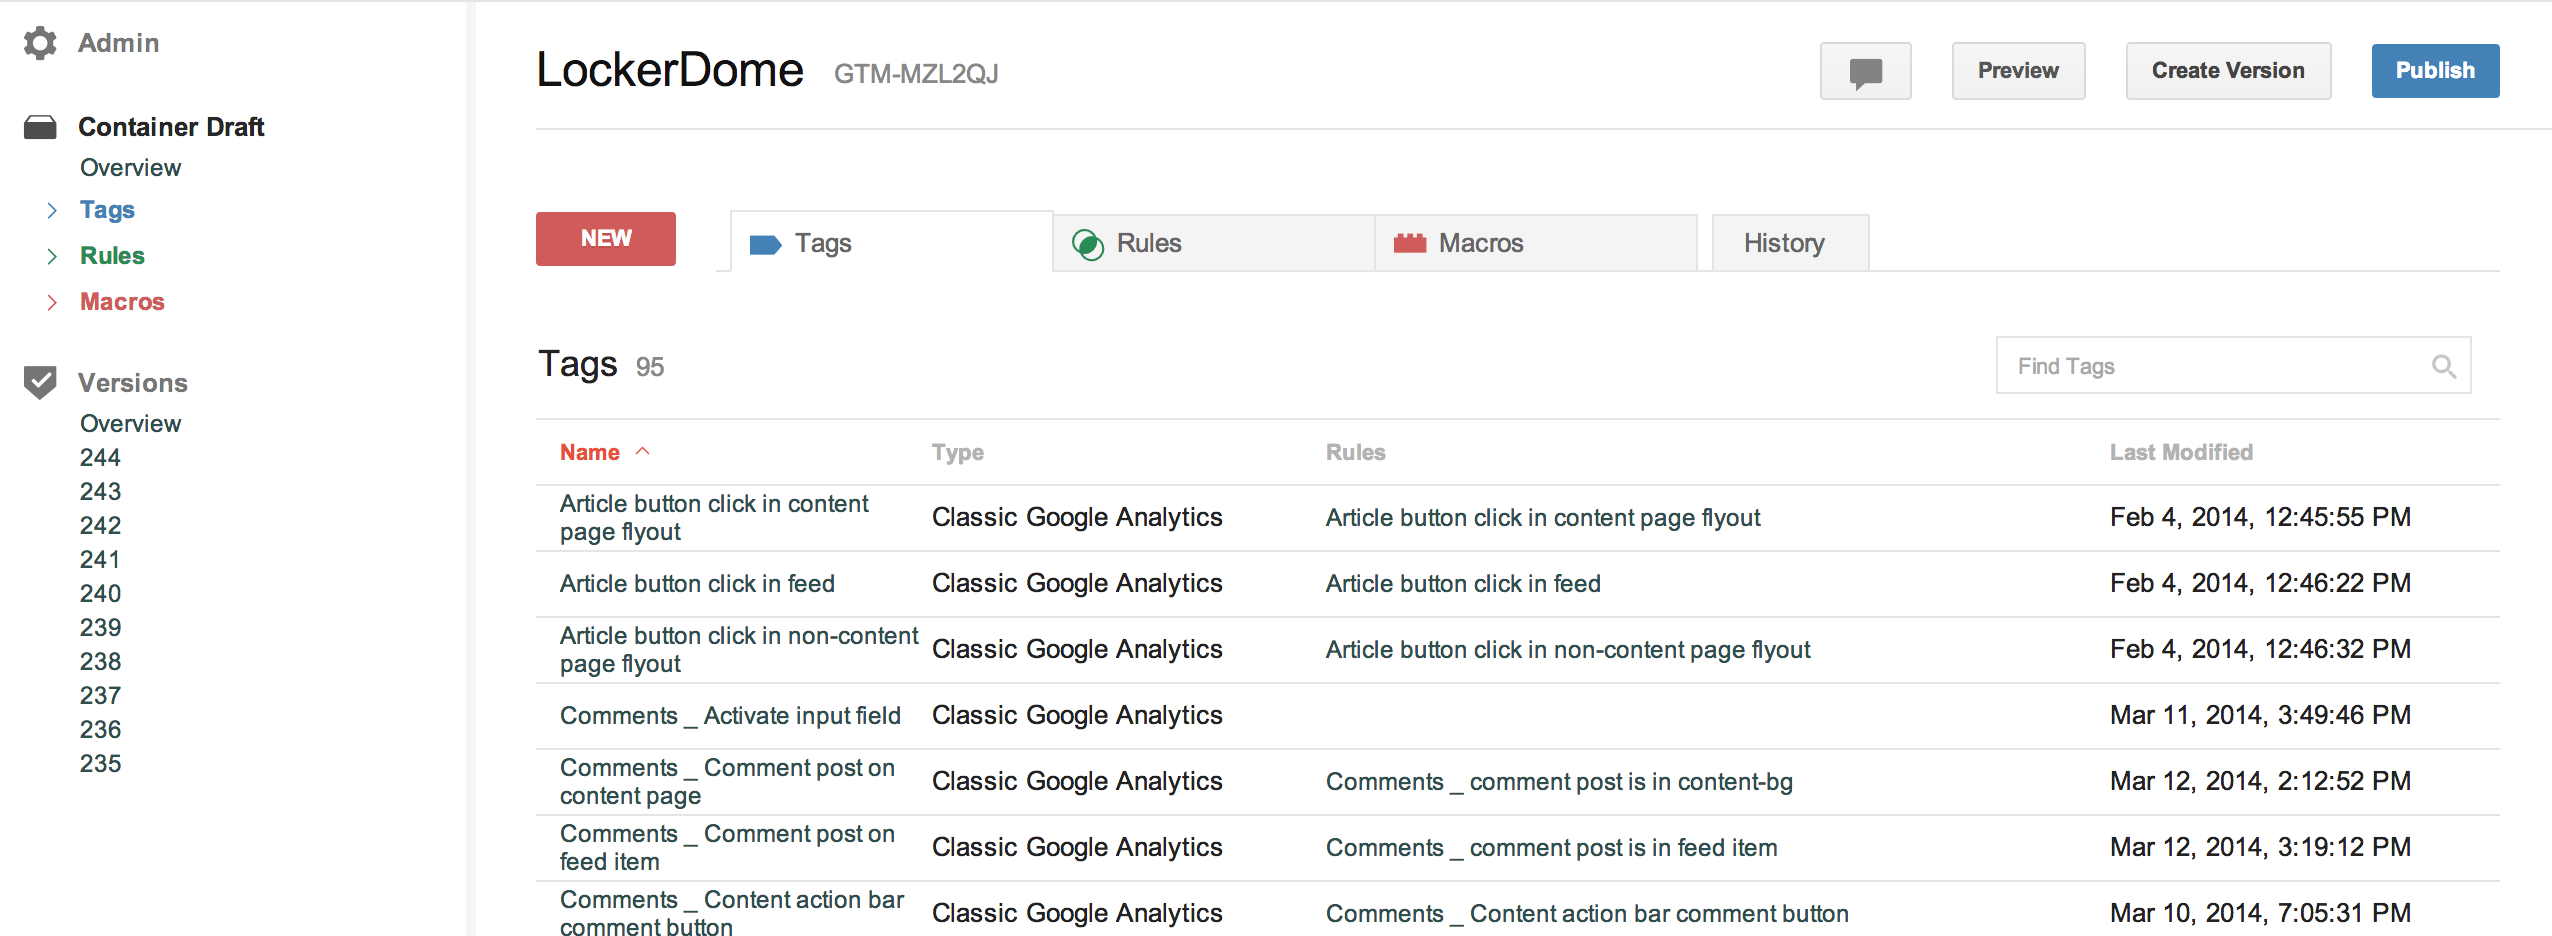 Admin
Container Draft
Overview
Tags
Rules
Macros
Versions
Overview
244
243
242
241
240
239
238
237
236
235
LockerDome GTM-MZL2QJ
Preview
Create Version
Publish
NEW
Tags
Rules
Macros
History
Tags 95
Find Tags
Name Type Rules Last Modified
Article button click in content
page flyout
Classic Google Analytics
Article button click in content page flyout
Feb 4, 2014, 12:45:55 PM
Article button click in feed
Classic Google Analytics
Article button click in feed
Feb 4, 2014, 12:46:22 PM
Article button click in non-content
page flyout
Classic Google Analytics
Article button click in non-content page flyout
Feb 4, 2014, 12:46:32 PM
Comments _ Activate input field
Classic Google Analytics
Mar 11, 2014, 3:49:46 PM
Comments _ Comment post on
content page
Classic Google Analytics
Comments _ comment post is in content-bg
Mar 12, 2014, 2:12:52 PM
Comments _ Comment post on
feed item
Classic Google Analytics
Comments _ comment post is in feed item
Mar 12, 2014, 3:19:12 PM
Comments _ Content action bar
comment button
Classic Google Analytics
Comments _ Content action bar comment button
Mar 10, 2014, 7:05:31 PM